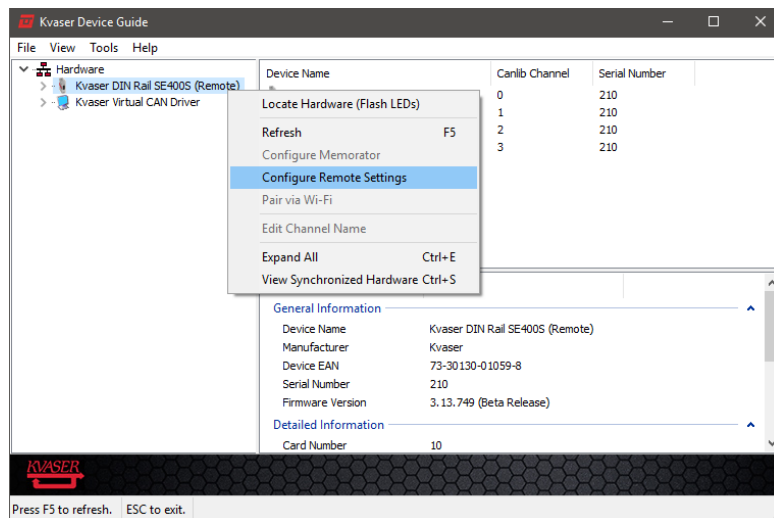 Kvaser Device Guide
File View Tools Help
Hardware
Kvaser DIN Rail SE400S (Remote)
Kvaser Virtual CAN Driver
Device Name Canlib Channel Serial Number
0 210
1 210
2 210
3 210
Locate Hardware (Flash LEDs)
Refresh F5
Configure Memorator
Configure Remote Settings
Pair via Wi-Fi
Edit Channel Name
Expand All Ctrl+E
View Synchronized Hardware Ctrl+S
General Information
Device Name Kvaser DIN Rail SE400S (Remote)
Manufacturer Kvaser
Device EAN 73-30130-01059-8
Serial Number 210
Firmware Version 3.13.749 (Beta Release)
Detailed Information
Card Number 10
KVASER
Press F5 to refresh. ESC to exit.